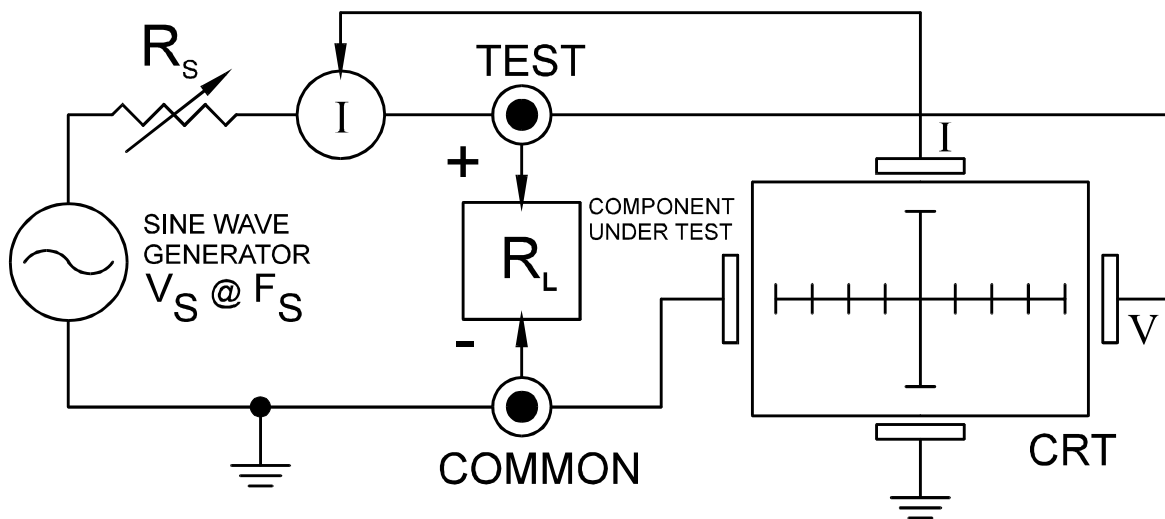 R_S
I
TEST
I
+
SINE WAVE
GENERATOR
V_S @ F_S
R_L
COMPONENT
UNDER TEST
V
-
COMMON
CRT